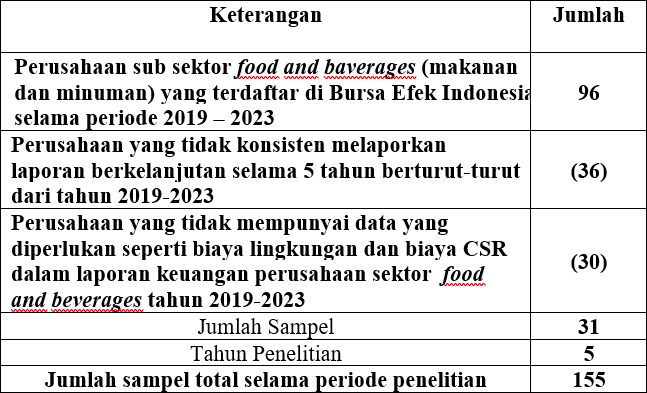 Keterangan Jumlah
Perusahaan sub sektor food and baverages (makanan
dan minuman) yang terdaftar di Bursa Efek Indonesia 96
selama periode 2019 – 2023
Perusahaan yang tidak konsisten melaporkan
laporan berkelanjutan selama 5 tahun berturut-turut (36)
dari tahun 2019-2023
Perusahaan yang tidak mempunyai data yang
diperlukan seperti biaya lingkungan dan biaya CSR (30)
dalam laporan keuangan perusahaan sektor food
and beverages tahun 2019-2023
Jumlah Sampel 31
Tahun Penelitian 5
Jumlah sampel total selama periode penelitian 155